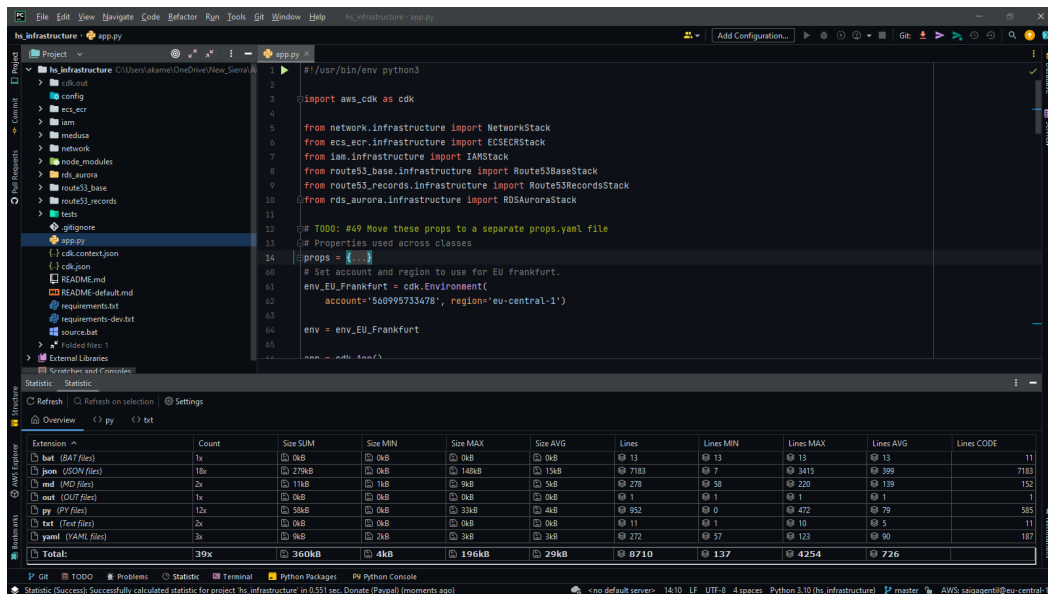 File Edit View Navigate Code Refactor Run Tools Git Window Help hs_infrastructure - app.py
hs_infrastructure app.py Add Configuration... Git:
Project app.py
hs_infrastructure C:\Users\akame\OneDrive\New_Sierra\A
cdk.out
config
ecs_ecr
iam
medusa
network
node_modules
rds_aurora
route53_base
route53_records
tests
.gitignore
app.py
cdk.context.json
cdk.json
README.md
README-default.md
requirements.txt
requirements-dev.txt
source.bat
Folded files: 1
External Libraries
Scratches and Consoles
1 #!/usr/bin/env python3
2
3 import aws_cdk as cdk
4
5 from network.infrastructure import NetworkStack
6 from ecs_ecr.infrastructure import ECSECRStack
7 from iam.infrastructure import IAMStack
8 from route53_base.infrastructure import Route53BaseStack
9 from route53_records.infrastructure import Route53RecordsStack
10 from rds_aurora.infrastructure import RDSAuroraStack
11
12 # TODO: #49 Move these props to a separate props.yaml file
13 # Properties used across classes
14 props = {...}
60 # Set account and region to use for EU frankfurt.
61 env_EU_Frankfurt = cdk.Environment(
62 account='560995733478', region='eu-central-1')
63
64 env = env_EU_Frankfurt
65
66 app = cdk.App()
Project
Commit
Pull Requests
Structure
AWS Explorer
Bookmarks
Statistic Statistic
Refresh Refresh on selection Settings
Overview py txt
Extension Count Size SUM Size MIN Size MAX Size AVG Lines Lines MIN Lines MAX Lines AVG Lines CODE
bat (BAT files) 1x 0kB 0kB 0kB 0kB 13 13 13 13 11
json (JSON files) 18x 279kB 0kB 148kB 15kB 7183 7 3415 399 7183
md (MD files) 2x 11kB 1kB 9kB 5kB 278 58 220 139 152
out (OUT files) 1x 0kB 0kB 0kB 0kB 1 1 1 1 1
py (PY files) 12x 58kB 0kB 33kB 4kB 952 0 472 79 585
txt (Text files) 2x 0kB 0kB 0kB 0kB 11 1 10 5 11
yaml (YAML files) 3x 9kB 2kB 3kB 3kB 272 57 123 90 187
Total: 39x 360kB 4kB 196kB 29kB 8710 137 4254 726
Git TODO Problems Statistic Terminal Python Packages Python Console
Statistic (Success): Successfully calculated statistic for project 'hs_infrastructure' in 0.551 sec. Donate (Paypal) (moments ago) <no default server> 14:10 LF UTF-8 4 spaces Python 3.10 (hs_infrastructure) master AWS: saigagentil@eu-central-1